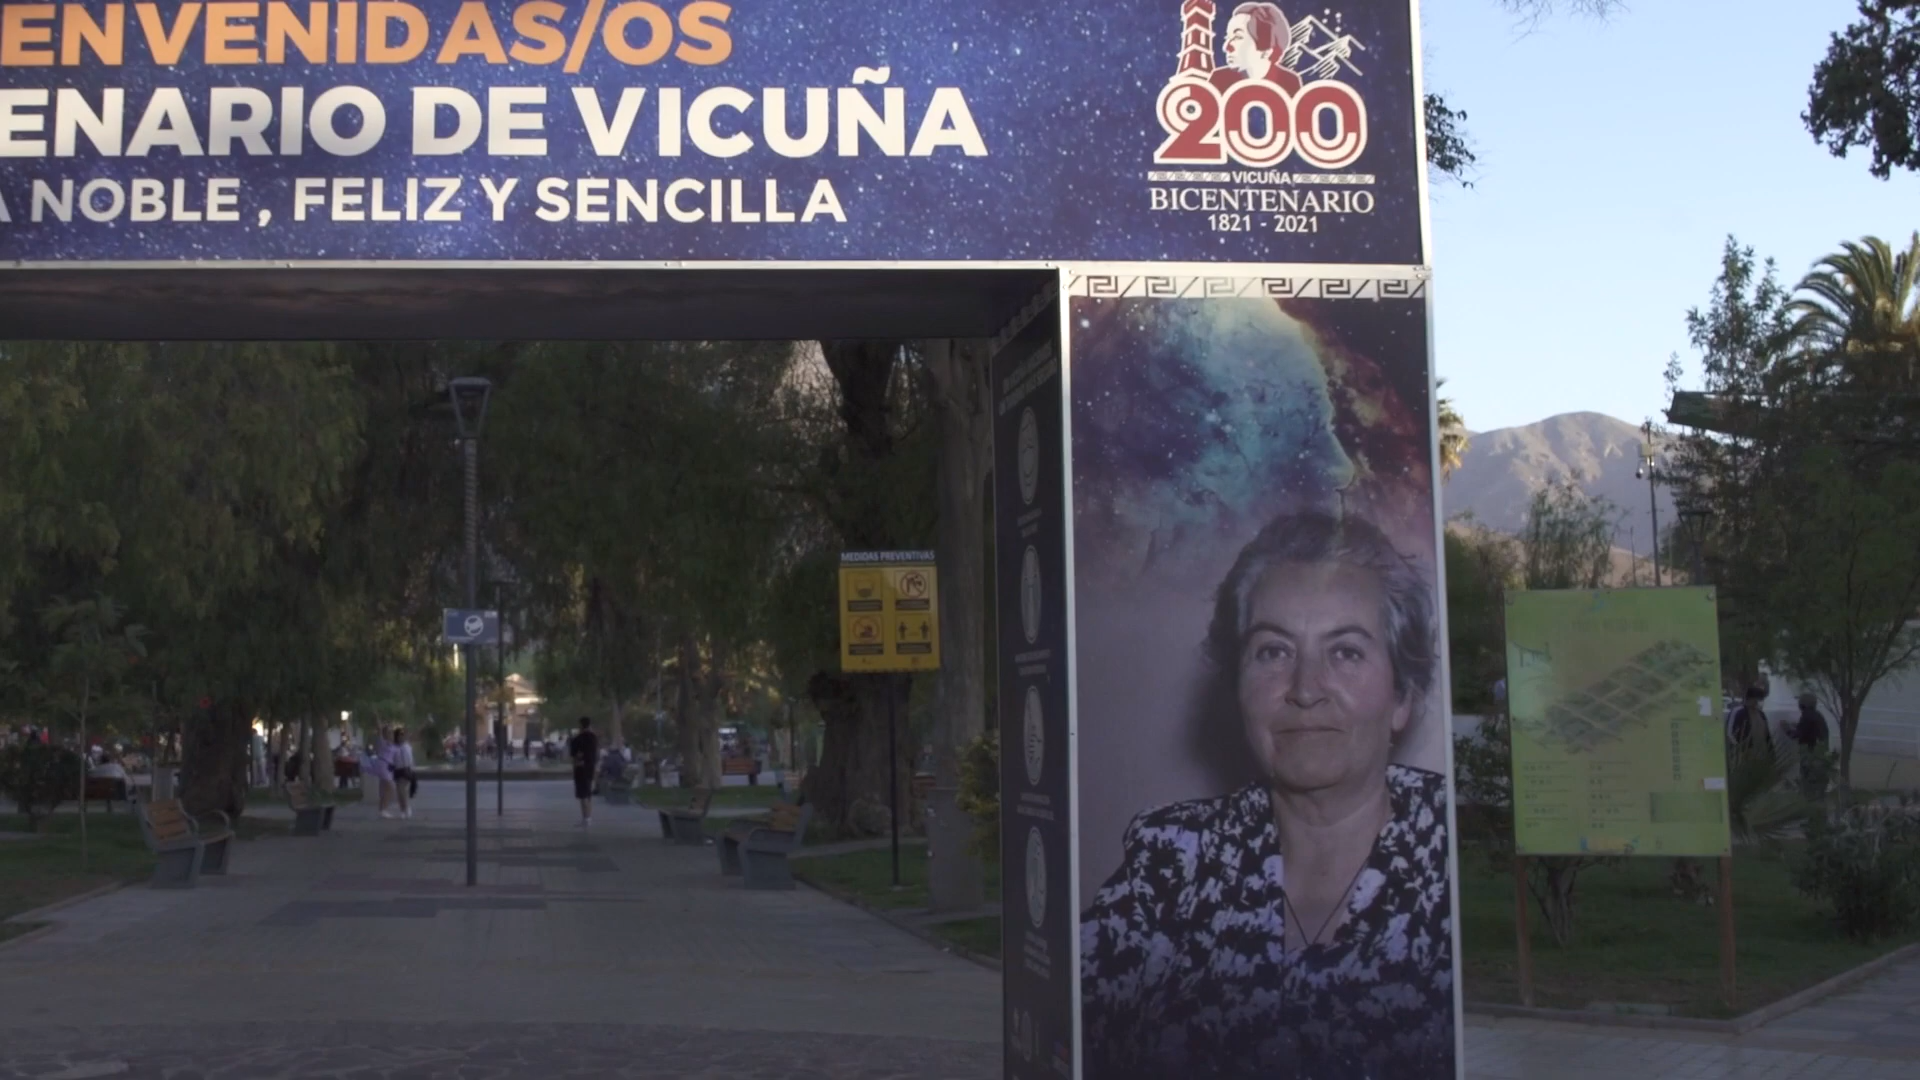 ENVENIDAS/OS
ENARIO DE VICUÑA
A NOBLE , FELIZ Y SENCILLA
200
VICUÑA
BICENTENARIO
1821 - 2021
MEDIDAS PREVENTIVAS